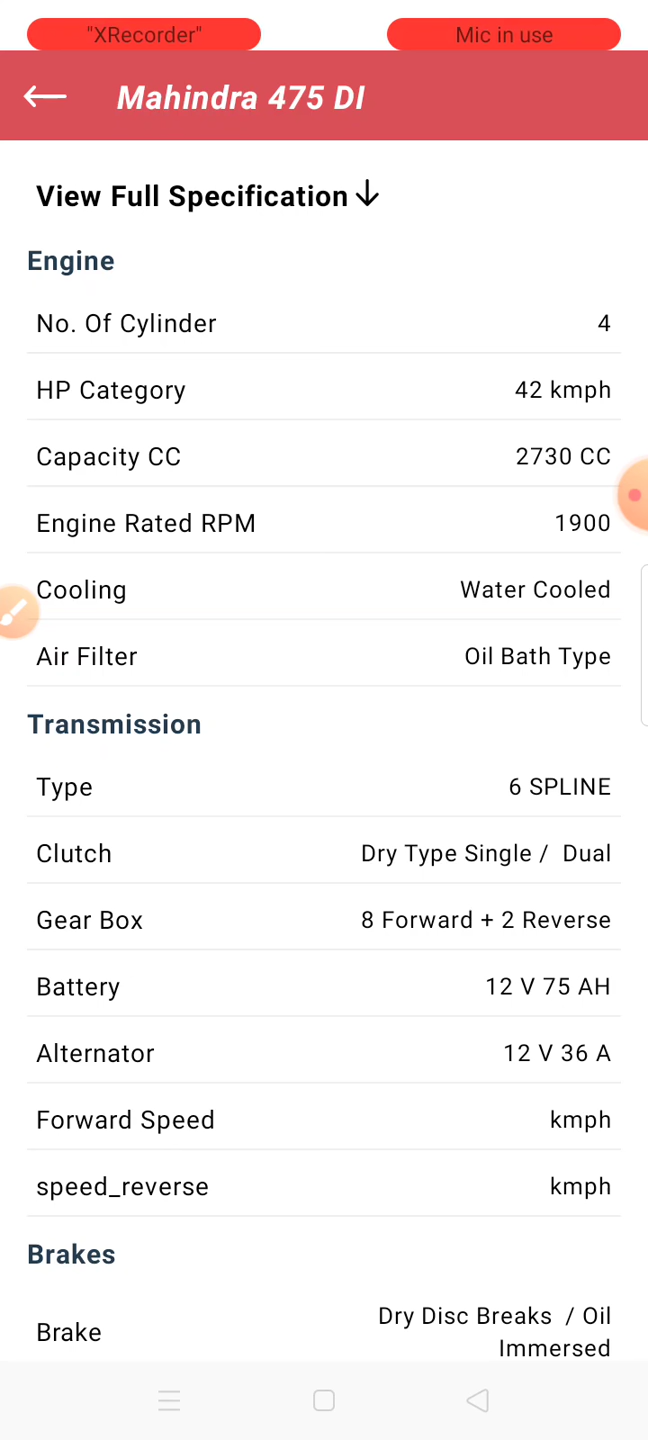 "XRecorder" Mic in use
Mahindra 475 DI
View Full Specification
Engine
No. Of Cylinder 4
HP Category 42 kmph
Capacity CC 2730 CC
Engine Rated RPM 1900
Cooling Water Cooled
Air Filter Oil Bath Type
Transmission
Type 6 SPLINE
Clutch Dry Type Single / Dual
Gear Box 8 Forward + 2 Reverse
Battery 12 V 75 AH
Alternator 12 V 36 A
Forward Speed kmph
speed_reverse kmph
Brakes
Brake Dry Disc Breaks / Oil
Immersed